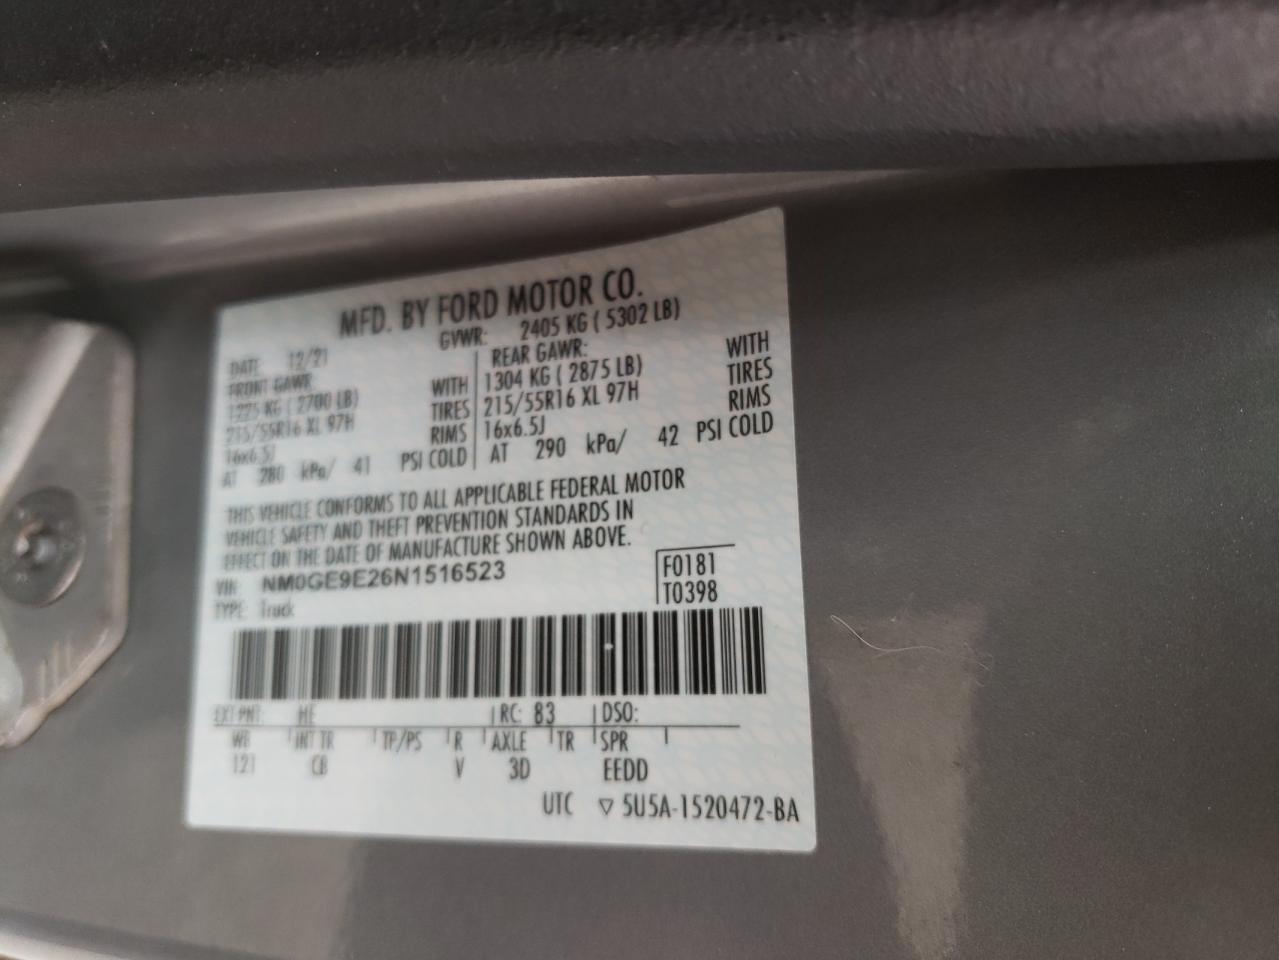 MFD. BY FORD MOTOR CO.
DATE 12/21 GVWR: 2405 KG ( 5302 LB)
FRONT GAWR: REAR GAWR:
1225 KG ( 2700 LB) WITH 1304 KG ( 2875 LB) WITH
215/55R16 XL 97H TIRES 215/55R16 XL 97H TIRES
16x6.5J RIMS 16x6.5J RIMS
AT 280 kPa/ 41 PSI COLD AT 290 kPa/ 42 PSI COLD
THIS VEHICLE CONFORMS TO ALL APPLICABLE FEDERAL MOTOR
VEHICLE SAFETY AND THEFT PREVENTION STANDARDS IN
EFFECT ON THE DATE OF MANUFACTURE SHOWN ABOVE.
VIN: NM0GE9E26N1516523 F0181
TYPE: Truck T0398
EXT PNT: HE RC: 83 DSO:
WB INT TR TP/PS R AXLE TR SPR
121 CB V 3D EEDD
UTC ▽ 5U5A-1520472-BA